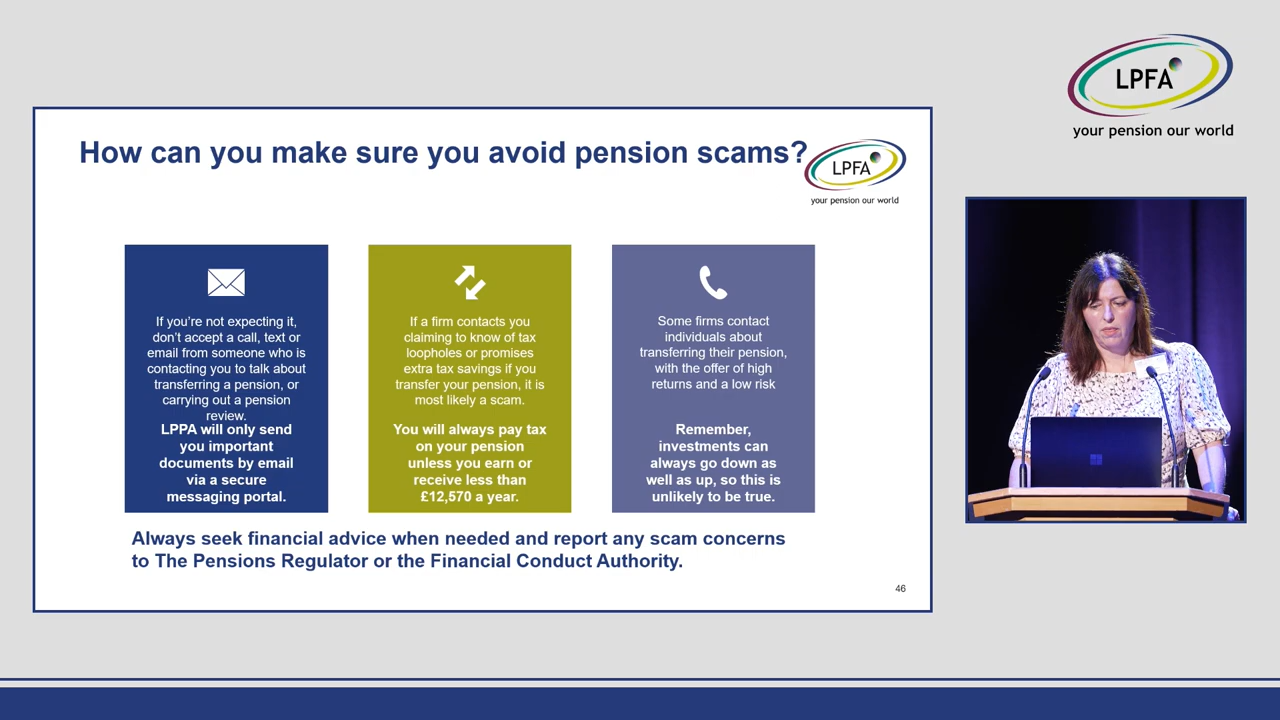 LPFA
your pension our world
How can you make sure you avoid pension scams?
LPFA
your pension our world
If you’re not expecting it,
don’t accept a call, text or
email from someone who is
contacting you to talk about
transferring a pension, or
carrying out a pension
review.
LPPA will only send
you important
documents by email
via a secure
messaging portal.
If a firm contacts you
claiming to know of tax
loopholes or promises
extra tax savings if you
transfer your pension, it is
most likely a scam.
You will always pay tax
on your pension
unless you earn or
receive less than
£12,570 a year.
Some firms contact
individuals about
transferring their pension,
with the offer of high
returns and a low risk
Remember,
investments can
always go down as
well as up, so this is
unlikely to be true.
Always seek financial advice when needed and report any scam concerns
to The Pensions Regulator or the Financial Conduct Authority.
46